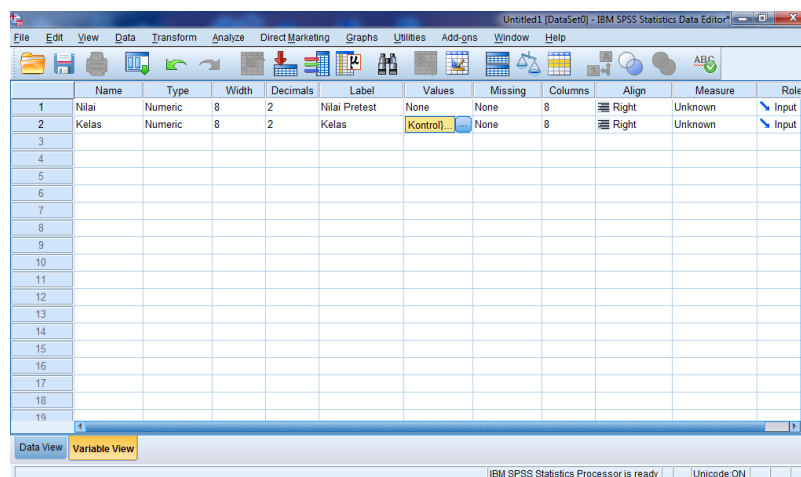 Untitled1 [DataSet0] - IBM SPSS Statistics Data Editor*
File Edit View Data Transform Analyze Direct Marketing Graphs Utilities Add-ons Window Help
Name Type Width Decimals Label Values Missing Columns Align Measure Role
1 Nilai Numeric 8 2 Nilai Pretest None None 8 Right Unknown Input
2 Kelas Numeric 8 2 Kelas Kontrol}... ... None 8 Right Unknown Input
3
4
5
6
7
8
9
10
11
12
13
14
15
16
17
18
19
Data View Variable View
IBM SPSS Statistics Processor is ready Unicode:ON